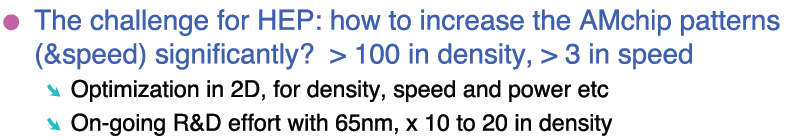 The challenge for HEP: how to increase the AMchip patterns
(&speed) significantly?  > 100 in density, > 3 in speed
Optimization in 2D, for density, speed and power etc
On-going R&D effort with 65nm, x 10 to 20 in density